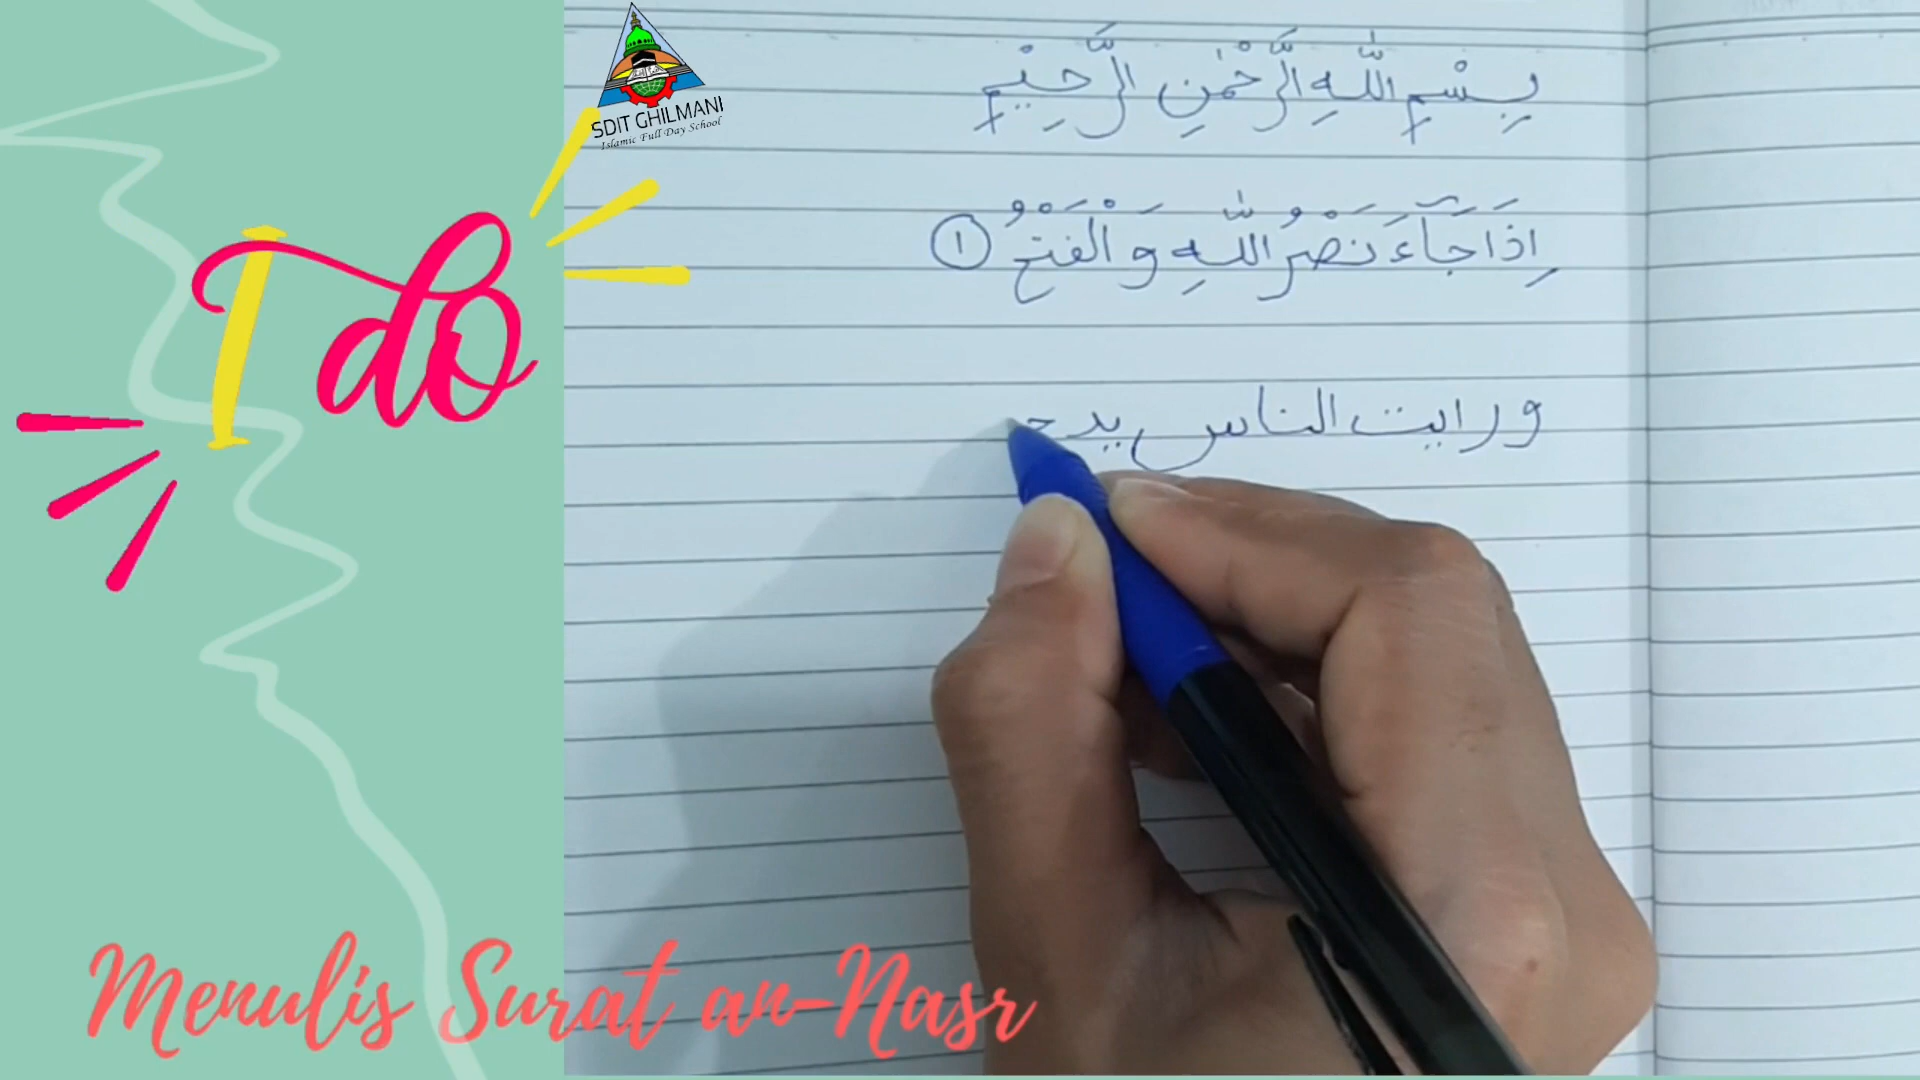 SDIT GHILMANI
Islamic Full Day School
I do
بِسْمِ اللّٰهِ الرَّحْمٰنِ الرَّحِيْمِ
اِذَا جَآءَ نَصْرُ اللّٰهِ وَالْفَتْحُ ١
ورايت الناس يدخ
Menulis Surat an-Nasr